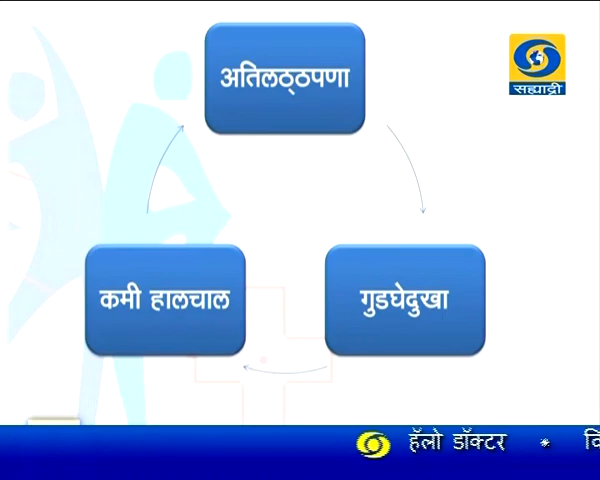 अतिलठ्ठपणा
सह्याद्री
कमी हालचाल
गुडघेदुखा
हॅलो डॉक्टर * वि